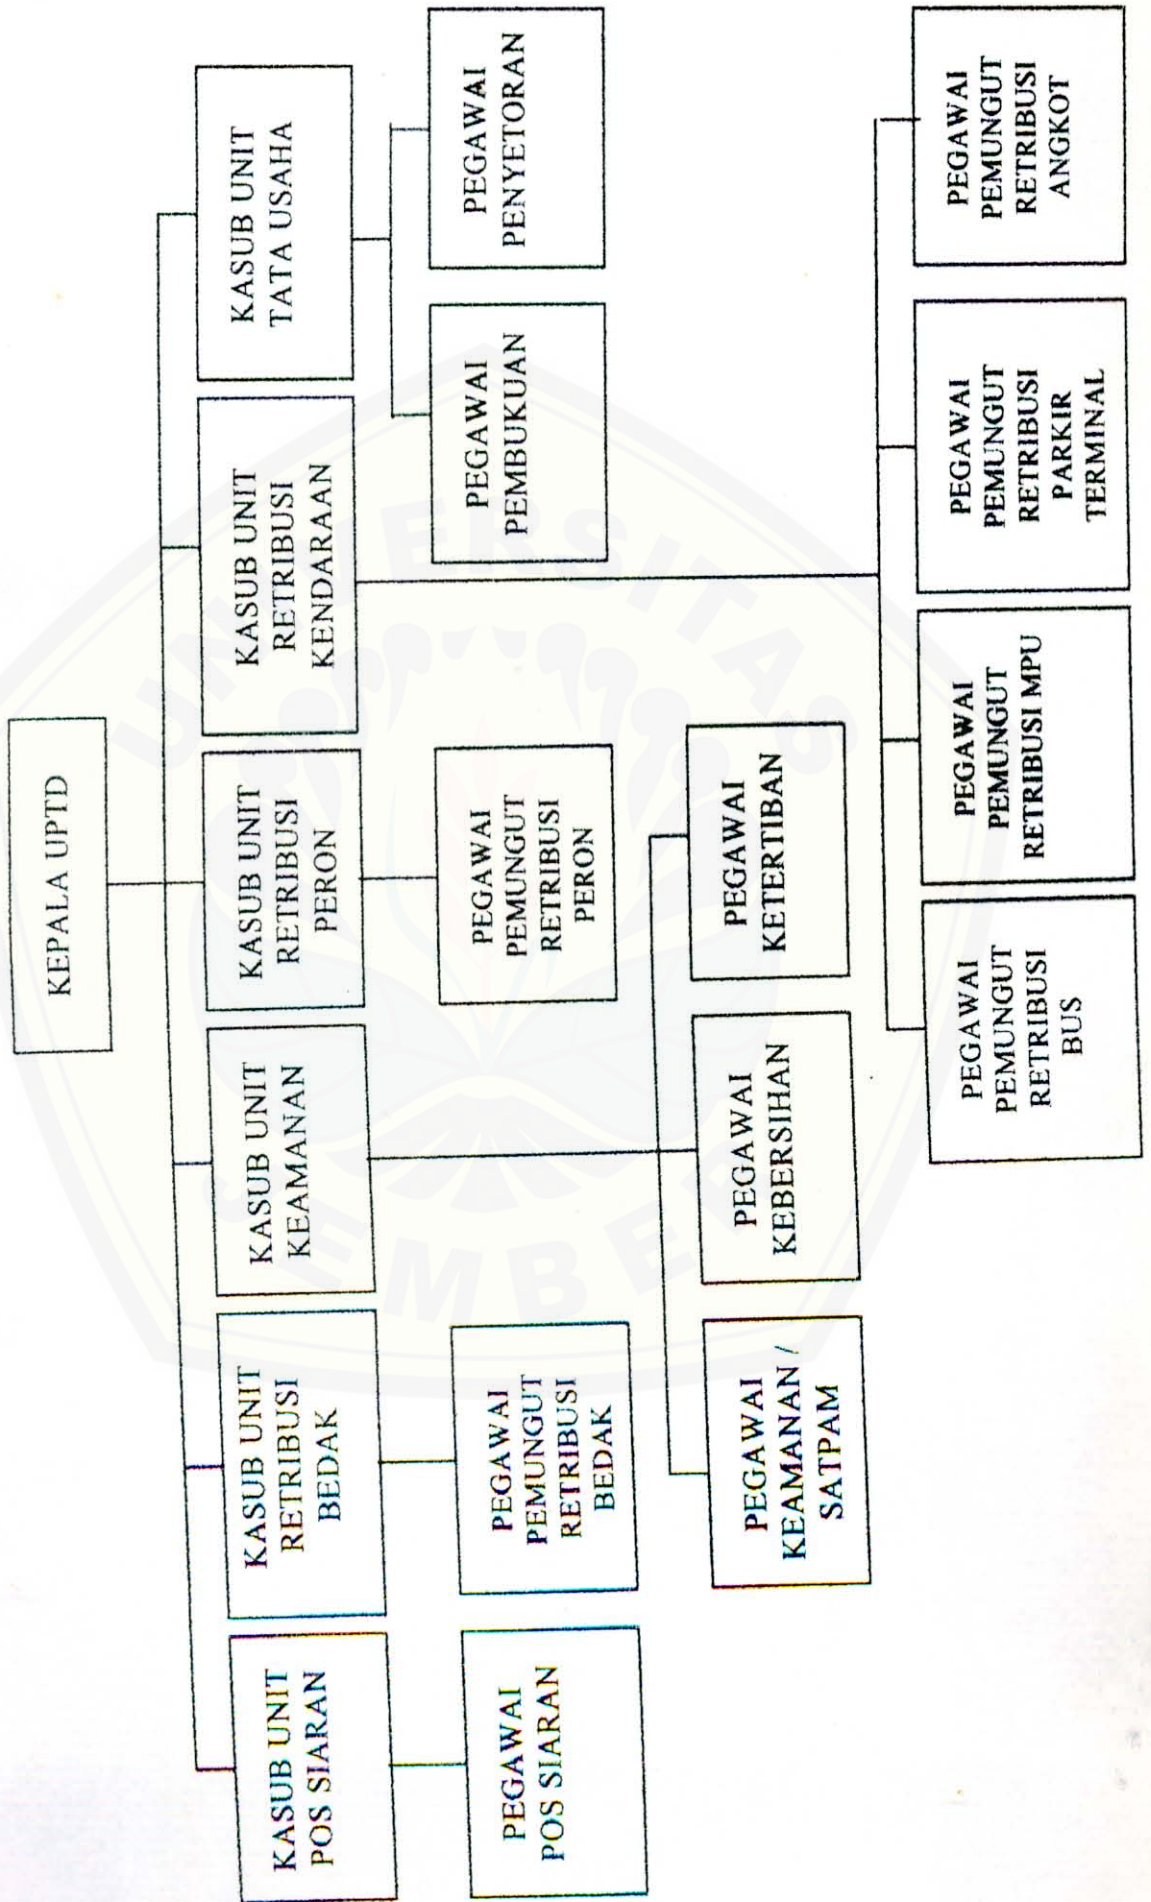 KEPALA UPTD
KASUB UNIT
POS SIARAN
KASUB UNIT
RETRIBUSI
BEDAK
KASUB UNIT
KEAMANAN
KASUB UNIT
RETRIBUSI
PERON
KASUB UNIT
RETRIBUSI
KENDARAAN
KASUB UNIT
TATA USAHA
PEGAWAI
POS SIARAN
PEGAWAI
PEMUNGUT
RETRIBUSI
BEDAK
PEGAWAI
PEMUNGUT
RETRIBUSI
PERON
PEGAWAI
PEMBUKUAN
PEGAWAI
PENYETORAN
PEGAWAI
KEAMANAN /
SATPAM
PEGAWAI
KEBERSIHAN
PEGAWAI
KETERTIBAN
PEGAWAI
PEMUNGUT
RETRIBUSI
BUS
PEGAWAI
PEMUNGUT
RETRIBUSI MPU
PEGAWAI
PEMUNGUT
RETRIBUSI
PARKIR
TERMINAL
PEGAWAI
PEMUNGUT
RETRIBUSI
ANGKOT
UNIVERSITAS
JEMBER